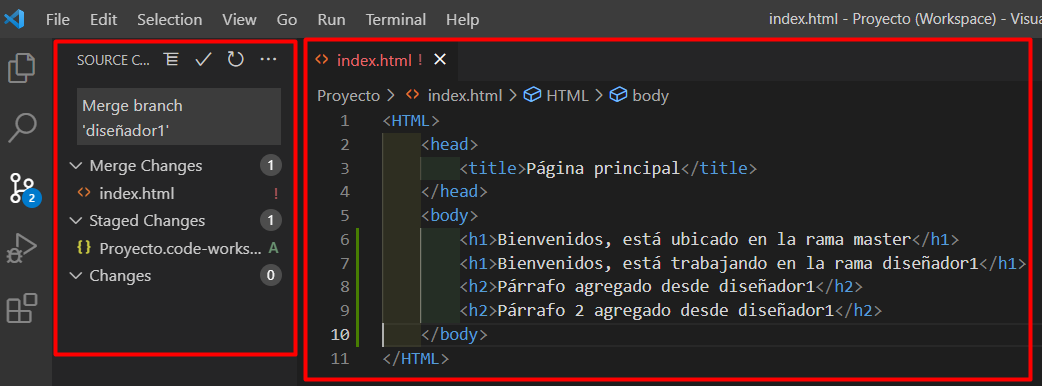 File Edit Selection View Go Run Terminal Help index.html - Proyecto (Workspace) - Visua
SOURCE C...
Merge branch
'diseñador1'
Merge Changes 1
index.html !
Staged Changes 1
{} Proyecto.code-works... A
Changes 0
2
<> index.html ! ×
Proyecto > <> index.html > HTML > body
1 <HTML>
2 <head>
3 <title>Página principal</title>
4 </head>
5 <body>
6 <h1>Bienvenidos, está ubicado en la rama master</h1>
7 <h1>Bienvenidos, está trabajando en la rama diseñador1</h1>
8 <h2>Párrafo agregado desde diseñador1</h2>
9 <h2>Párrafo 2 agregado desde diseñador1</h2>
10 </body>
11 </HTML>